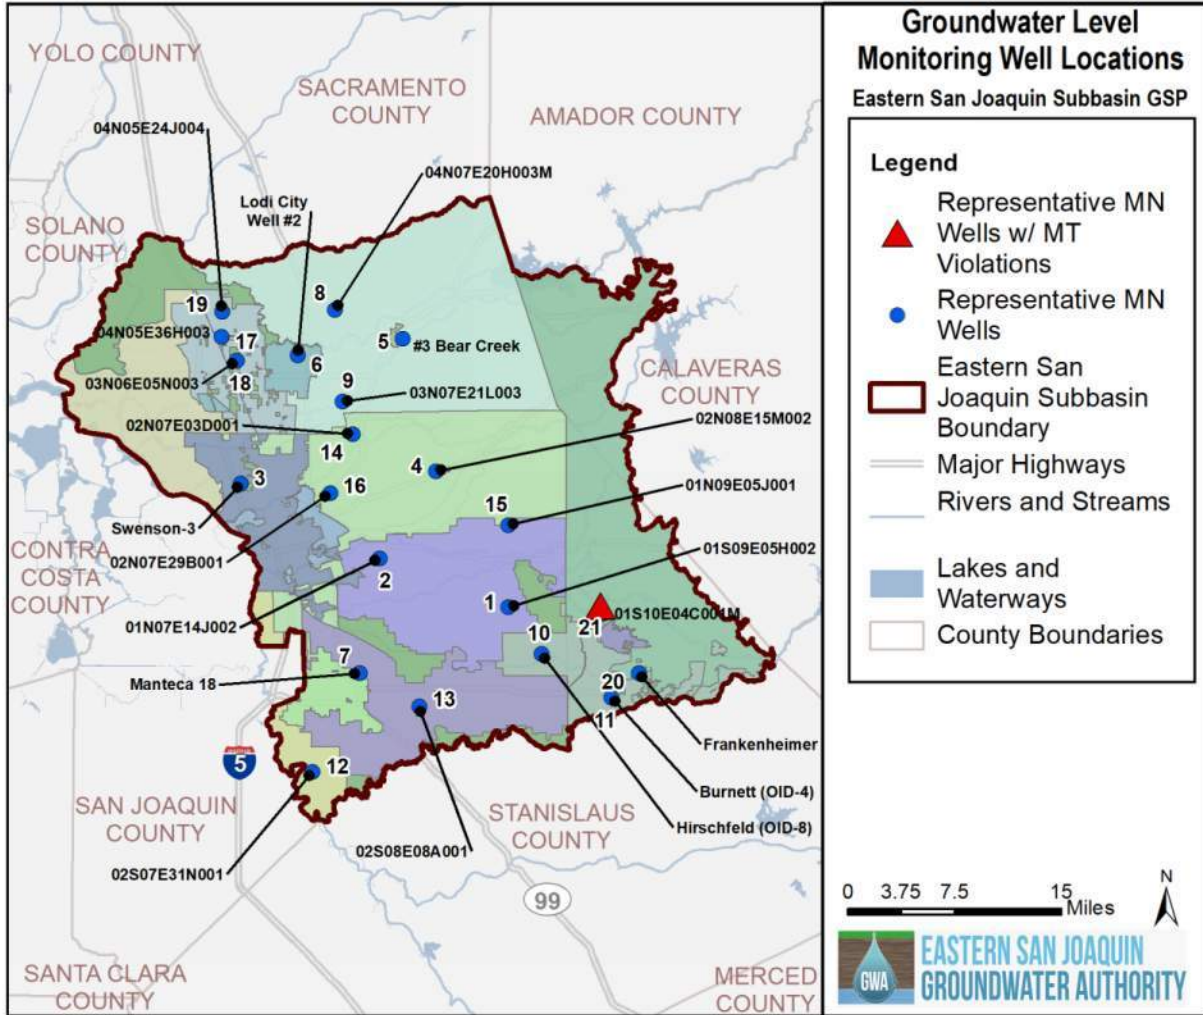 YOLO COUNTY
SACRAMENTO
COUNTY
AMADOR COUNTY
04N05E24J004
04N07E20H003M
Lodi City
Well #2
SOLANO
COUNTY
19
8
04N05E36H003
17
5
#3 Bear Creek
6
CALAVERAS
COUNTY
03N06E05N003
18
9
03N07E21L003
02N08E15M002
02N07E03D001
14
4
3
16
15
01N09E05J001
Swenson-3
CONTRA
COSTA
COUNTY
02N07E29B001
2
01S09E05H002
1
01N07E14J002
01S10E04C001M
10
21
7
Manteca 18
13
20
11
Frankenheimer
5
12
Burnett (OID-4)
SAN JOAQUIN
COUNTY
STANISLAUS
COUNTY
Hirschfeld (OID-8)
02S08E08A001
02S07E31N001
99
SANTA CLARA
COUNTY
MERCED
COUNTY
Groundwater Level
Monitoring Well Locations
Eastern San Joaquin Subbasin GSP
Legend
Representative MN
Wells w/ MT
Violations
Representative MN
Wells
Eastern San
Joaquin Subbasin
Boundary
Major Highways
Rivers and Streams
Lakes and
Waterways
County Boundaries
N
0 3.75 7.5 15
Miles
GWA
EASTERN SAN JOAQUIN
GROUNDWATER AUTHORITY